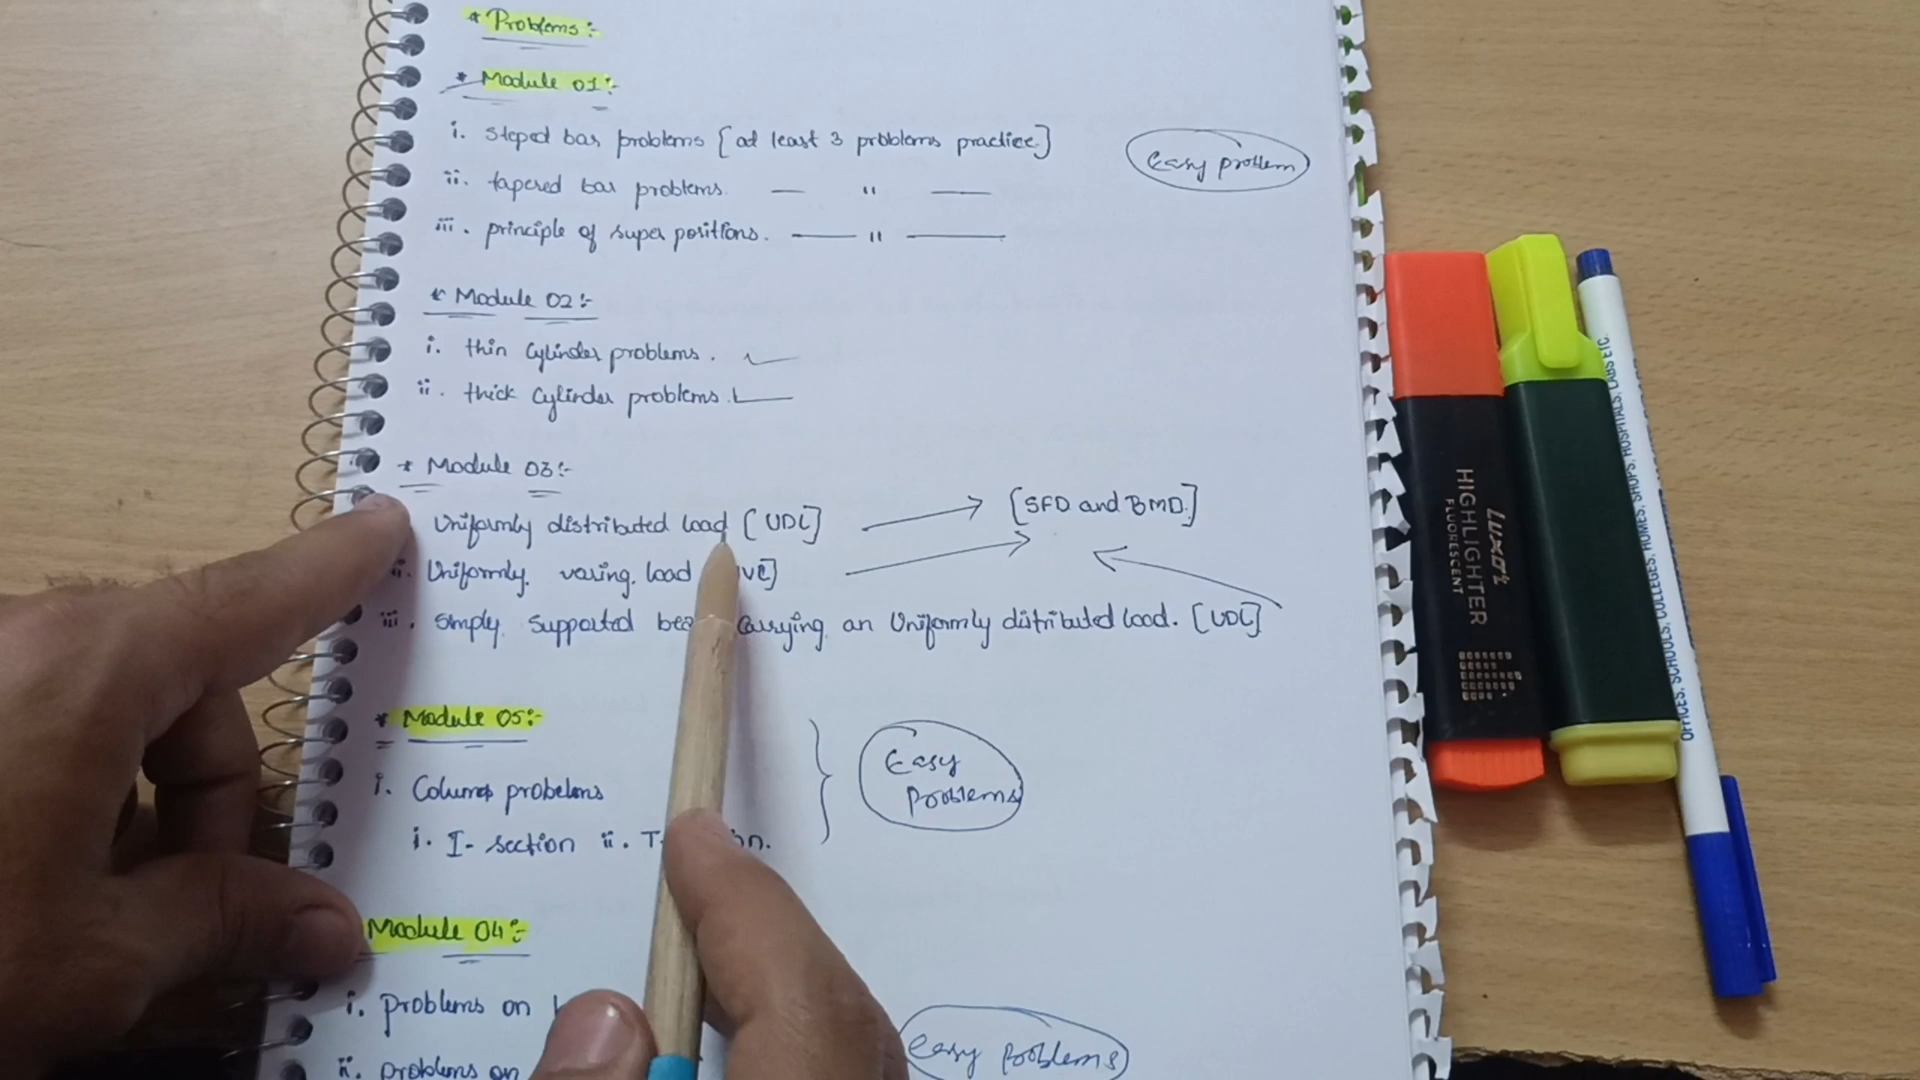 * Problems:-
* Module 01:-
i. Steped bar problems [at least 3 problems practice]
Easy problem
ii. tapered bar problems. — " —
iii. principle of super positions. — " —
* Module 02:-
i. thin Cylinder problems.
ii. thick Cylinder problems.
* Module 03:-
Uniformly distributed load [UDL]
[SFD and BMD.]
ii. Uniformly. varing. load
iii. Simply. Supported Carrying. an Uniformly distributed load. [UDL]
* Module 05:-
i. Column probelms
i. I- section ii.
Easy Problems
Module 04:-
i. problems on
ii. problems on
easy problems
Luxor
HIGHLIGHTER
FLUORESCENT
OFFICES, SCHOOLS, COLLEGES, HOMES, SHOPS, HOSPITALS, LABS ETC.